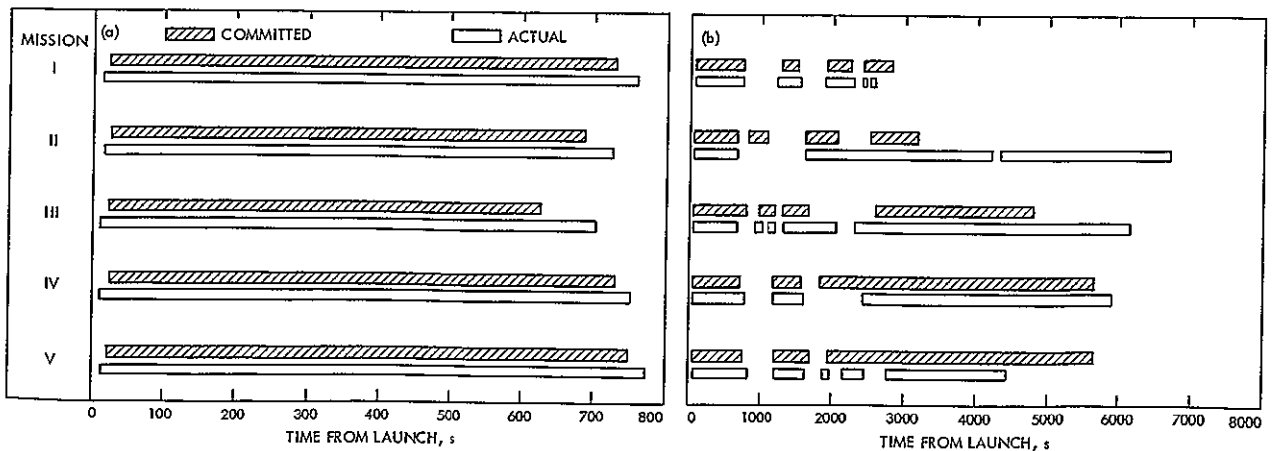 MISSION (a) COMMITTED ACTUAL (b)
I
II
III
IV
V
0 100 200 300 400 500 600 700 800 0 1000 2000 3000 4000 5000 6000 7000 8000
TIME FROM LAUNCH, s TIME FROM LAUNCH, s